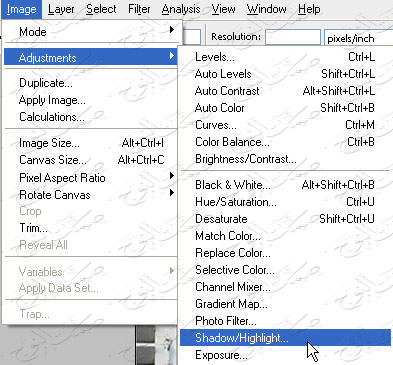 Image Layer Select Filter Analysis View Window Help
Resolution: pixels/inch
Mode
Adjustments
Duplicate...
Apply Image...
Calculations...
Image Size... Alt+Ctrl+I
Canvas Size... Alt+Ctrl+C
Pixel Aspect Ratio
Rotate Canvas
Crop
Trim...
Reveal All
Variables
Apply Data Set...
Trap...
Levels... Ctrl+L
Auto Levels Shift+Ctrl+L
Auto Contrast Alt+Shift+Ctrl+L
Auto Color Shift+Ctrl+B
Curves... Ctrl+M
Color Balance... Ctrl+B
Brightness/Contrast...
Black & White... Alt+Shift+Ctrl+B
Hue/Saturation... Ctrl+U
Desaturate Shift+Ctrl+U
Match Color...
Replace Color...
Selective Color...
Channel Mixer...
Gradient Map...
Photo Filter...
Shadow/Highlight...
Exposure...